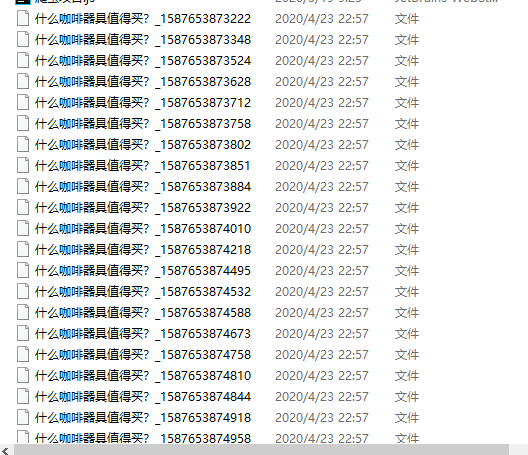 什么咖啡器具值得买？_1587653873222 2020/4/23 22:57 文件
什么咖啡器具值得买？_1587653873348 2020/4/23 22:57 文件
什么咖啡器具值得买？_1587653873524 2020/4/23 22:57 文件
什么咖啡器具值得买？_1587653873628 2020/4/23 22:57 文件
什么咖啡器具值得买？_1587653873712 2020/4/23 22:57 文件
什么咖啡器具值得买？_1587653873758 2020/4/23 22:57 文件
什么咖啡器具值得买？_1587653873802 2020/4/23 22:57 文件
什么咖啡器具值得买？_1587653873851 2020/4/23 22:57 文件
什么咖啡器具值得买？_1587653873884 2020/4/23 22:57 文件
什么咖啡器具值得买？_1587653873922 2020/4/23 22:57 文件
什么咖啡器具值得买？_1587653874010 2020/4/23 22:57 文件
什么咖啡器具值得买？_1587653874218 2020/4/23 22:57 文件
什么咖啡器具值得买？_1587653874495 2020/4/23 22:57 文件
什么咖啡器具值得买？_1587653874532 2020/4/23 22:57 文件
什么咖啡器具值得买？_1587653874588 2020/4/23 22:57 文件
什么咖啡器具值得买？_1587653874673 2020/4/23 22:57 文件
什么咖啡器具值得买？_1587653874758 2020/4/23 22:57 文件
什么咖啡器具值得买？_1587653874810 2020/4/23 22:57 文件
什么咖啡器具值得买？_1587653874844 2020/4/23 22:57 文件
什么咖啡器具值得买？_1587653874918 2020/4/23 22:57 文件
什么咖啡器具值得买？_1587653874958 2020/4/23 22:57 文件